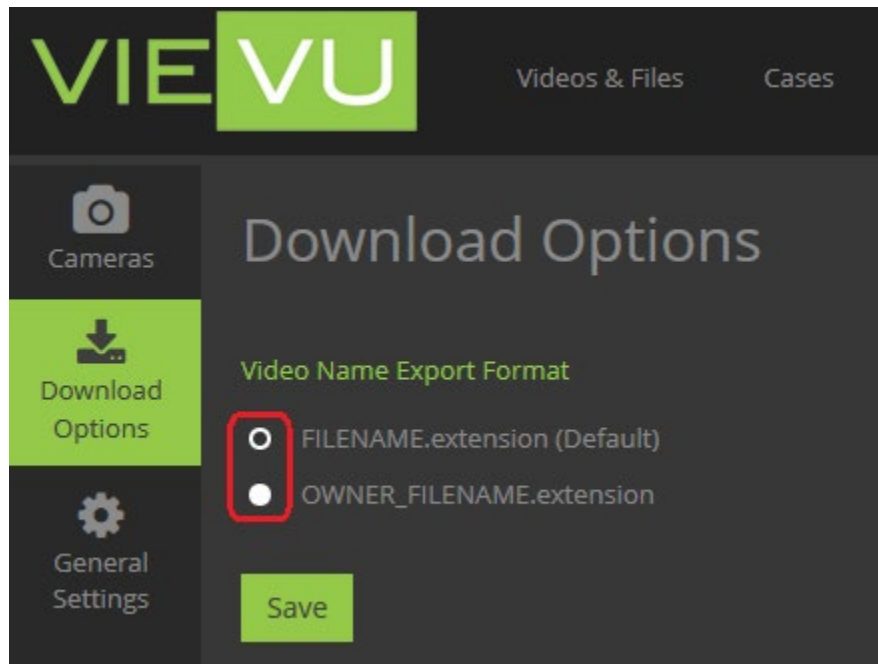 VIEVU
Videos & Files
Cases
Cameras
Download
Options
General
Settings
Download Options
Video Name Export Format
FILENAME.extension (Default)
OWNER_FILENAME.extension
Save